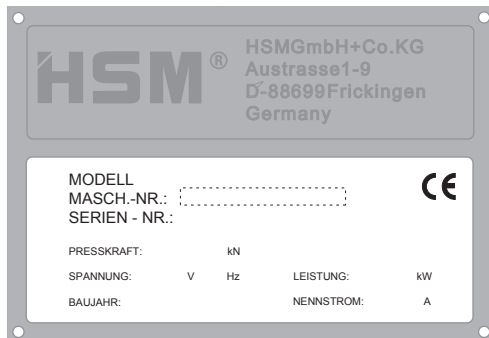 HSM®
HSMGmbH+Co.KG
Austrasse1-9
D-88699Frickingen
Germany
MODELL
MASCH.-NR.:
SERIEN - NR.:
CE
PRESSKRAFT: kN
SPANNUNG: V Hz LEISTUNG: kW
BAUJAHR: NENNSTROM: A